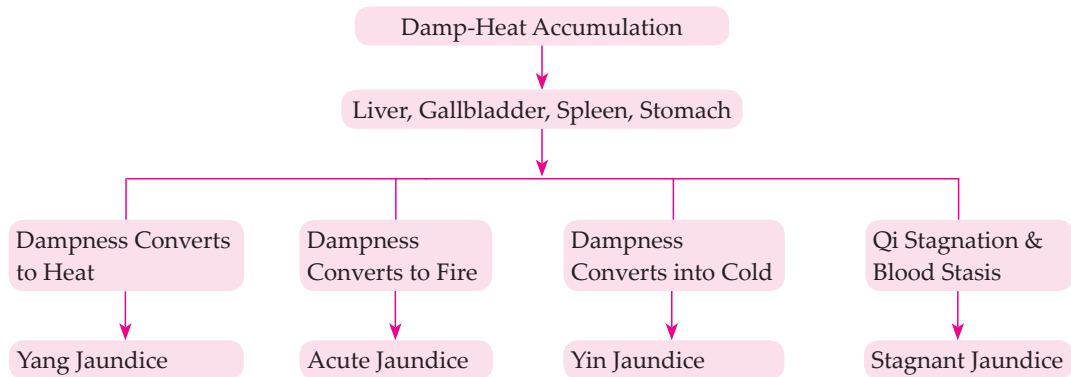 Damp-Heat Accumulation
Liver, Gallbladder, Spleen, Stomach
Dampness Converts
to Heat
Dampness
Converts to Fire
Dampness
Converts into Cold
Qi Stagnation &
Blood Stasis
Yang Jaundice
Acute Jaundice
Yin Jaundice
Stagnant Jaundice